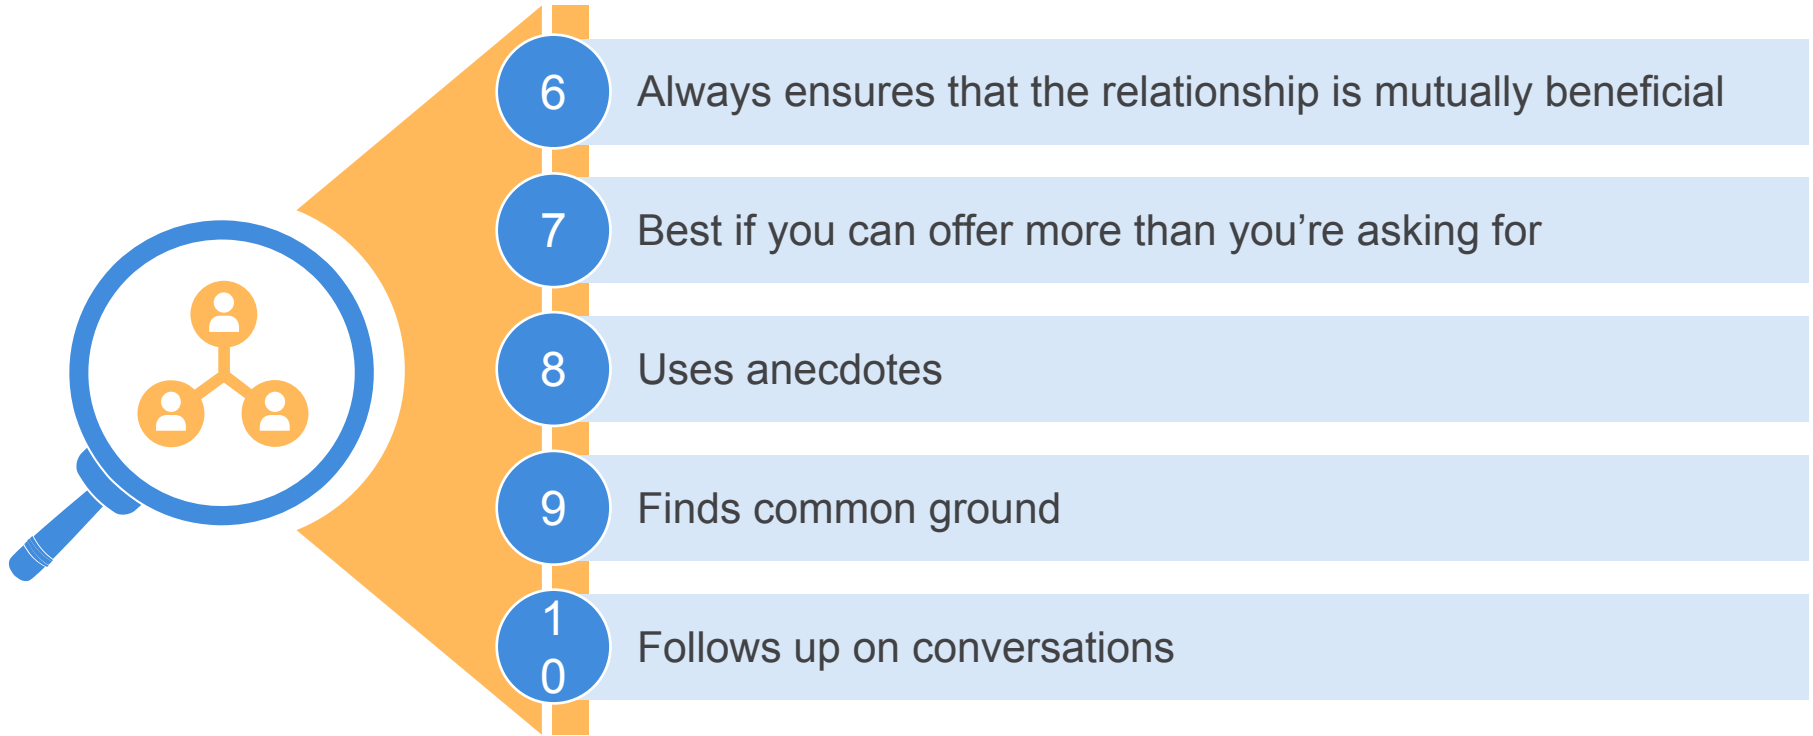 6
Always ensures that the relationship is mutually beneficial
7
Best if you can offer more than you’re asking for
8
Uses anecdotes
9
Finds common ground
1
0
Follows up on conversations